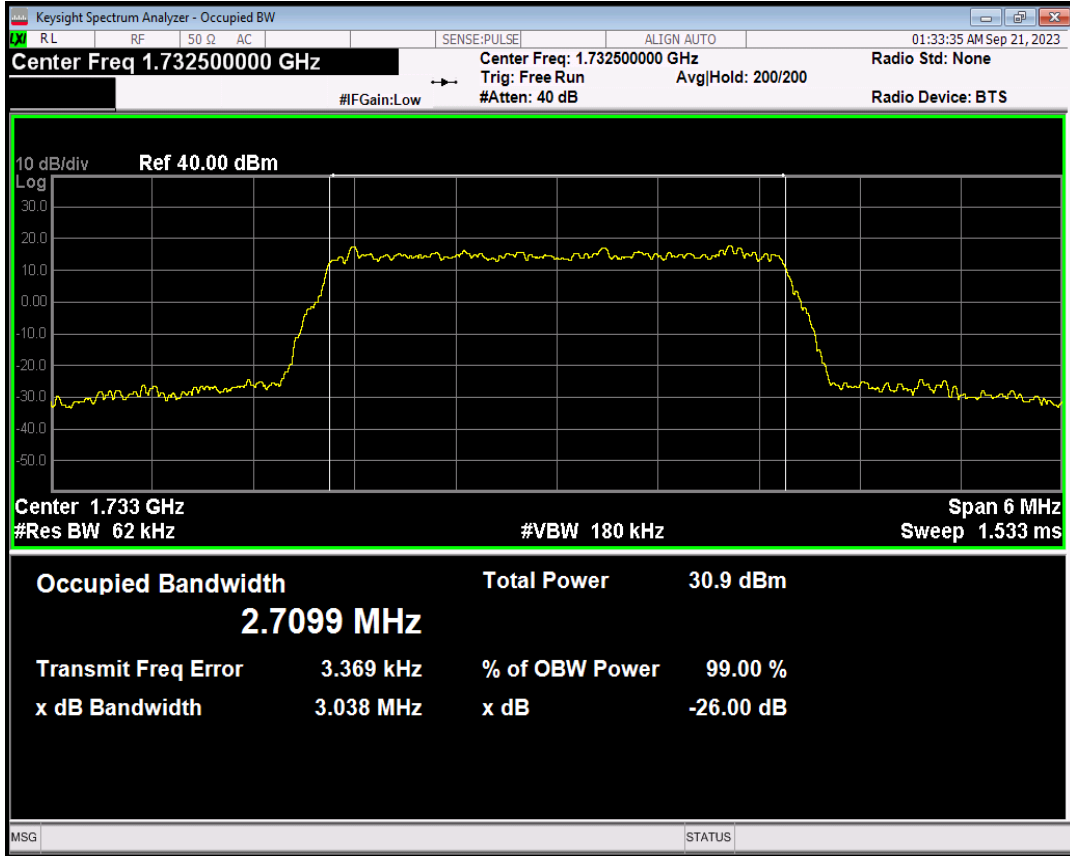 Keysight Spectrum Analyzer - Occupied BW
LXI RL RF 50 Ω AC SENSE:PULSE ALIGN AUTO 01:33:35 AM Sep 21, 2023
Center Freq 1.732500000 GHz Center Freq: 1.732500000 GHz Radio Std: None
Trig: Free Run Avg|Hold: 200/200
#IFGain:Low #Atten: 40 dB Radio Device: BTS
10 dB/div Ref 40.00 dBm
Log
30.0
20.0
10.0
0.00
-10.0
-20.0
-30.0
-40.0
-50.0
Center 1.733 GHz Span 6 MHz
#Res BW 62 kHz #VBW 180 kHz Sweep 1.533 ms
Occupied Bandwidth Total Power 30.9 dBm
2.7099 MHz
Transmit Freq Error 3.369 kHz % of OBW Power 99.00 %
x dB Bandwidth 3.038 MHz x dB -26.00 dB
MSG STATUS